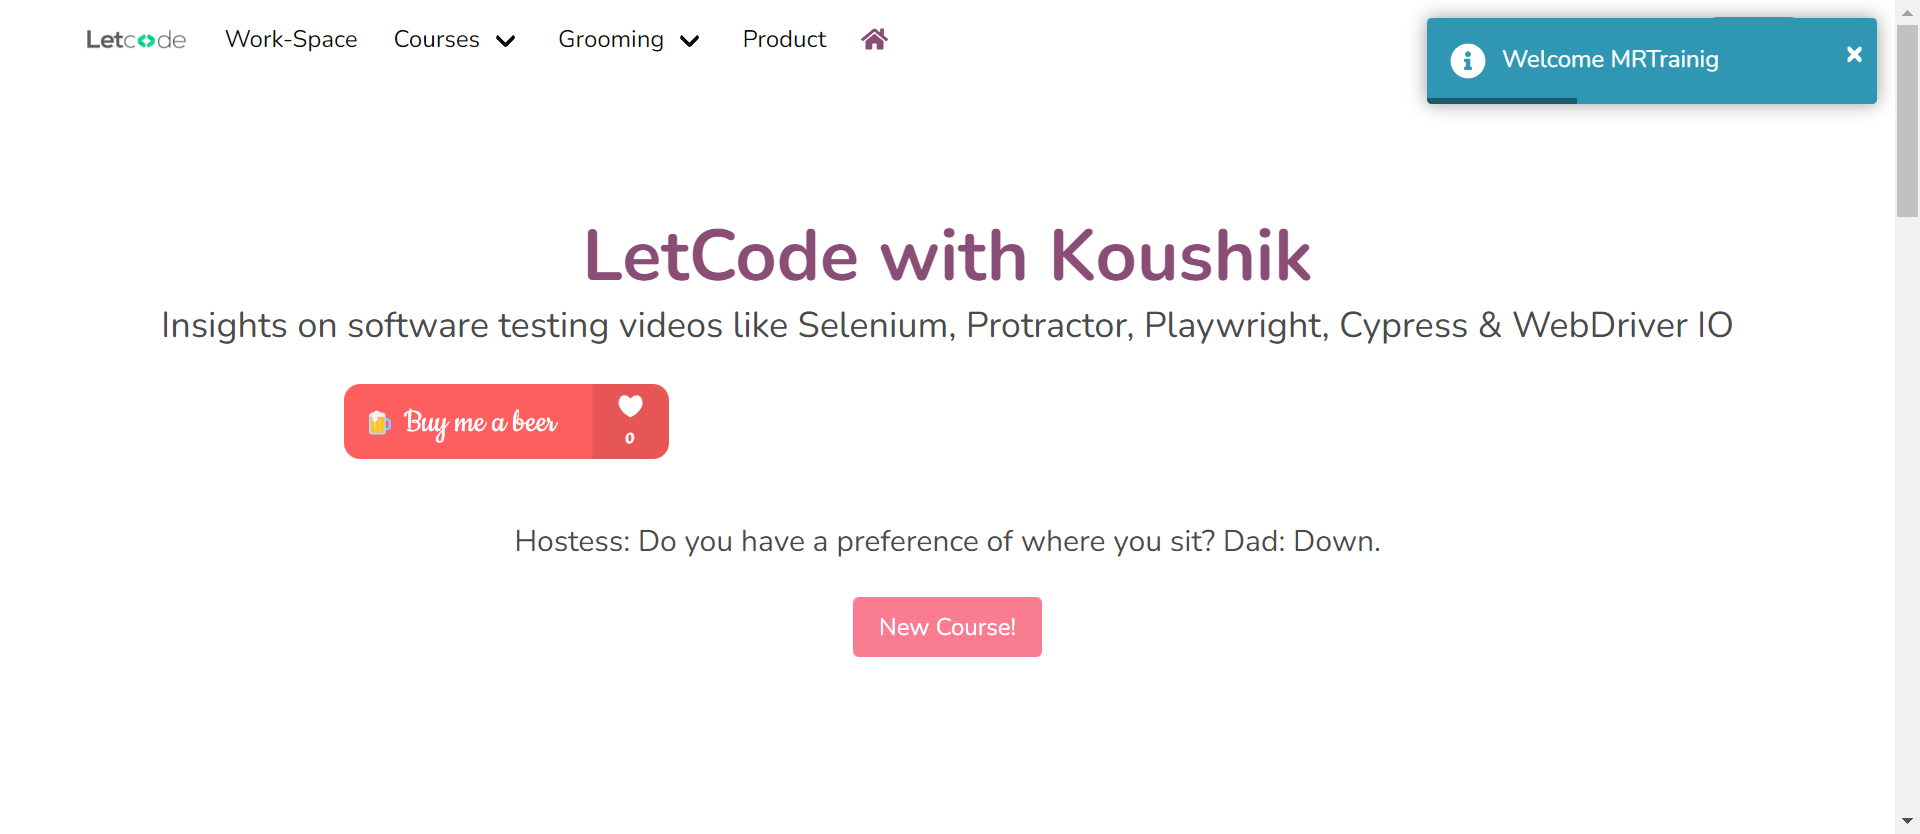 Letcode Work-Space Courses Grooming Product
Welcome MRTrainig
LetCode with Koushik
Insights on software testing videos like Selenium, Protractor, Playwright, Cypress & WebDriver IO
Buy me a beer
0
Hostess: Do you have a preference of where you sit? Dad: Down.
New Course!